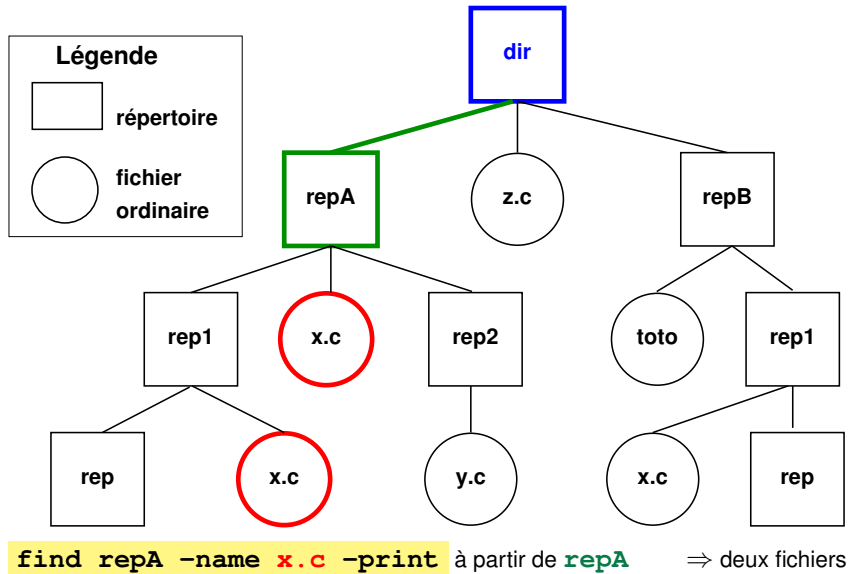 Légende
répertoire
fichier
ordinaire
dir
repA
z.c
repB
rep1
x.c
rep2
toto
rep1
rep
x.c
y.c
x.c
rep
find repA –name x.c –print à partir de repA ⇒ deux fichiers